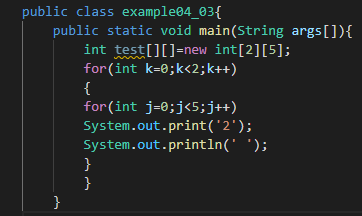 public class example04_03{
public static void main(String args[]){
int test[][]=new int[2][5];
for(int k=0;k<2;k++)
{
for(int j=0;j<5;j++)
System.out.print('2');
System.out.println(' ');
}
}
}